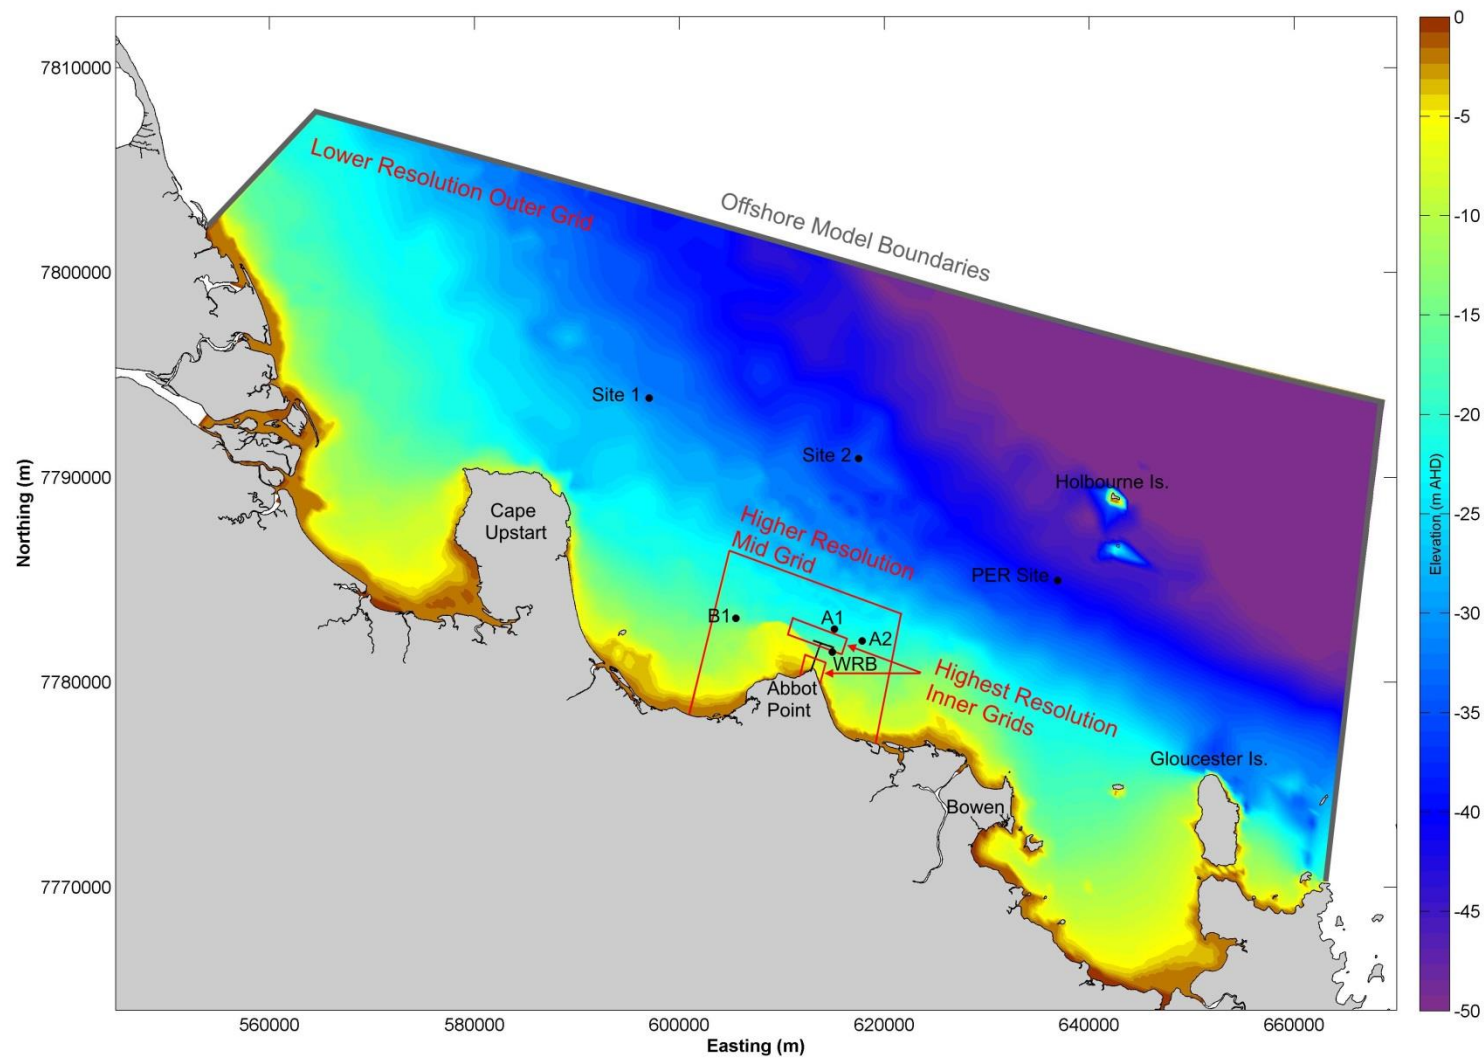 7810000
7800000
7790000
7780000
7770000
Northing (m)
560000
580000
600000
620000
640000
660000
Easting (m)
Lower Resolution Outer Grid
Offshore Model Boundaries
Site 1
Site 2
Holbourne Is.
Cape
Upstart
Higher Resolution
Mid Grid
PER Site
B1
A1
A2
WRB
Abbot
Point
Highest Resolution
Inner Grids
Gloucester Is.
Bowen
0
-5
-10
-15
-20
-25
-30
-35
-40
-45
-50
Elevation (m AHD)